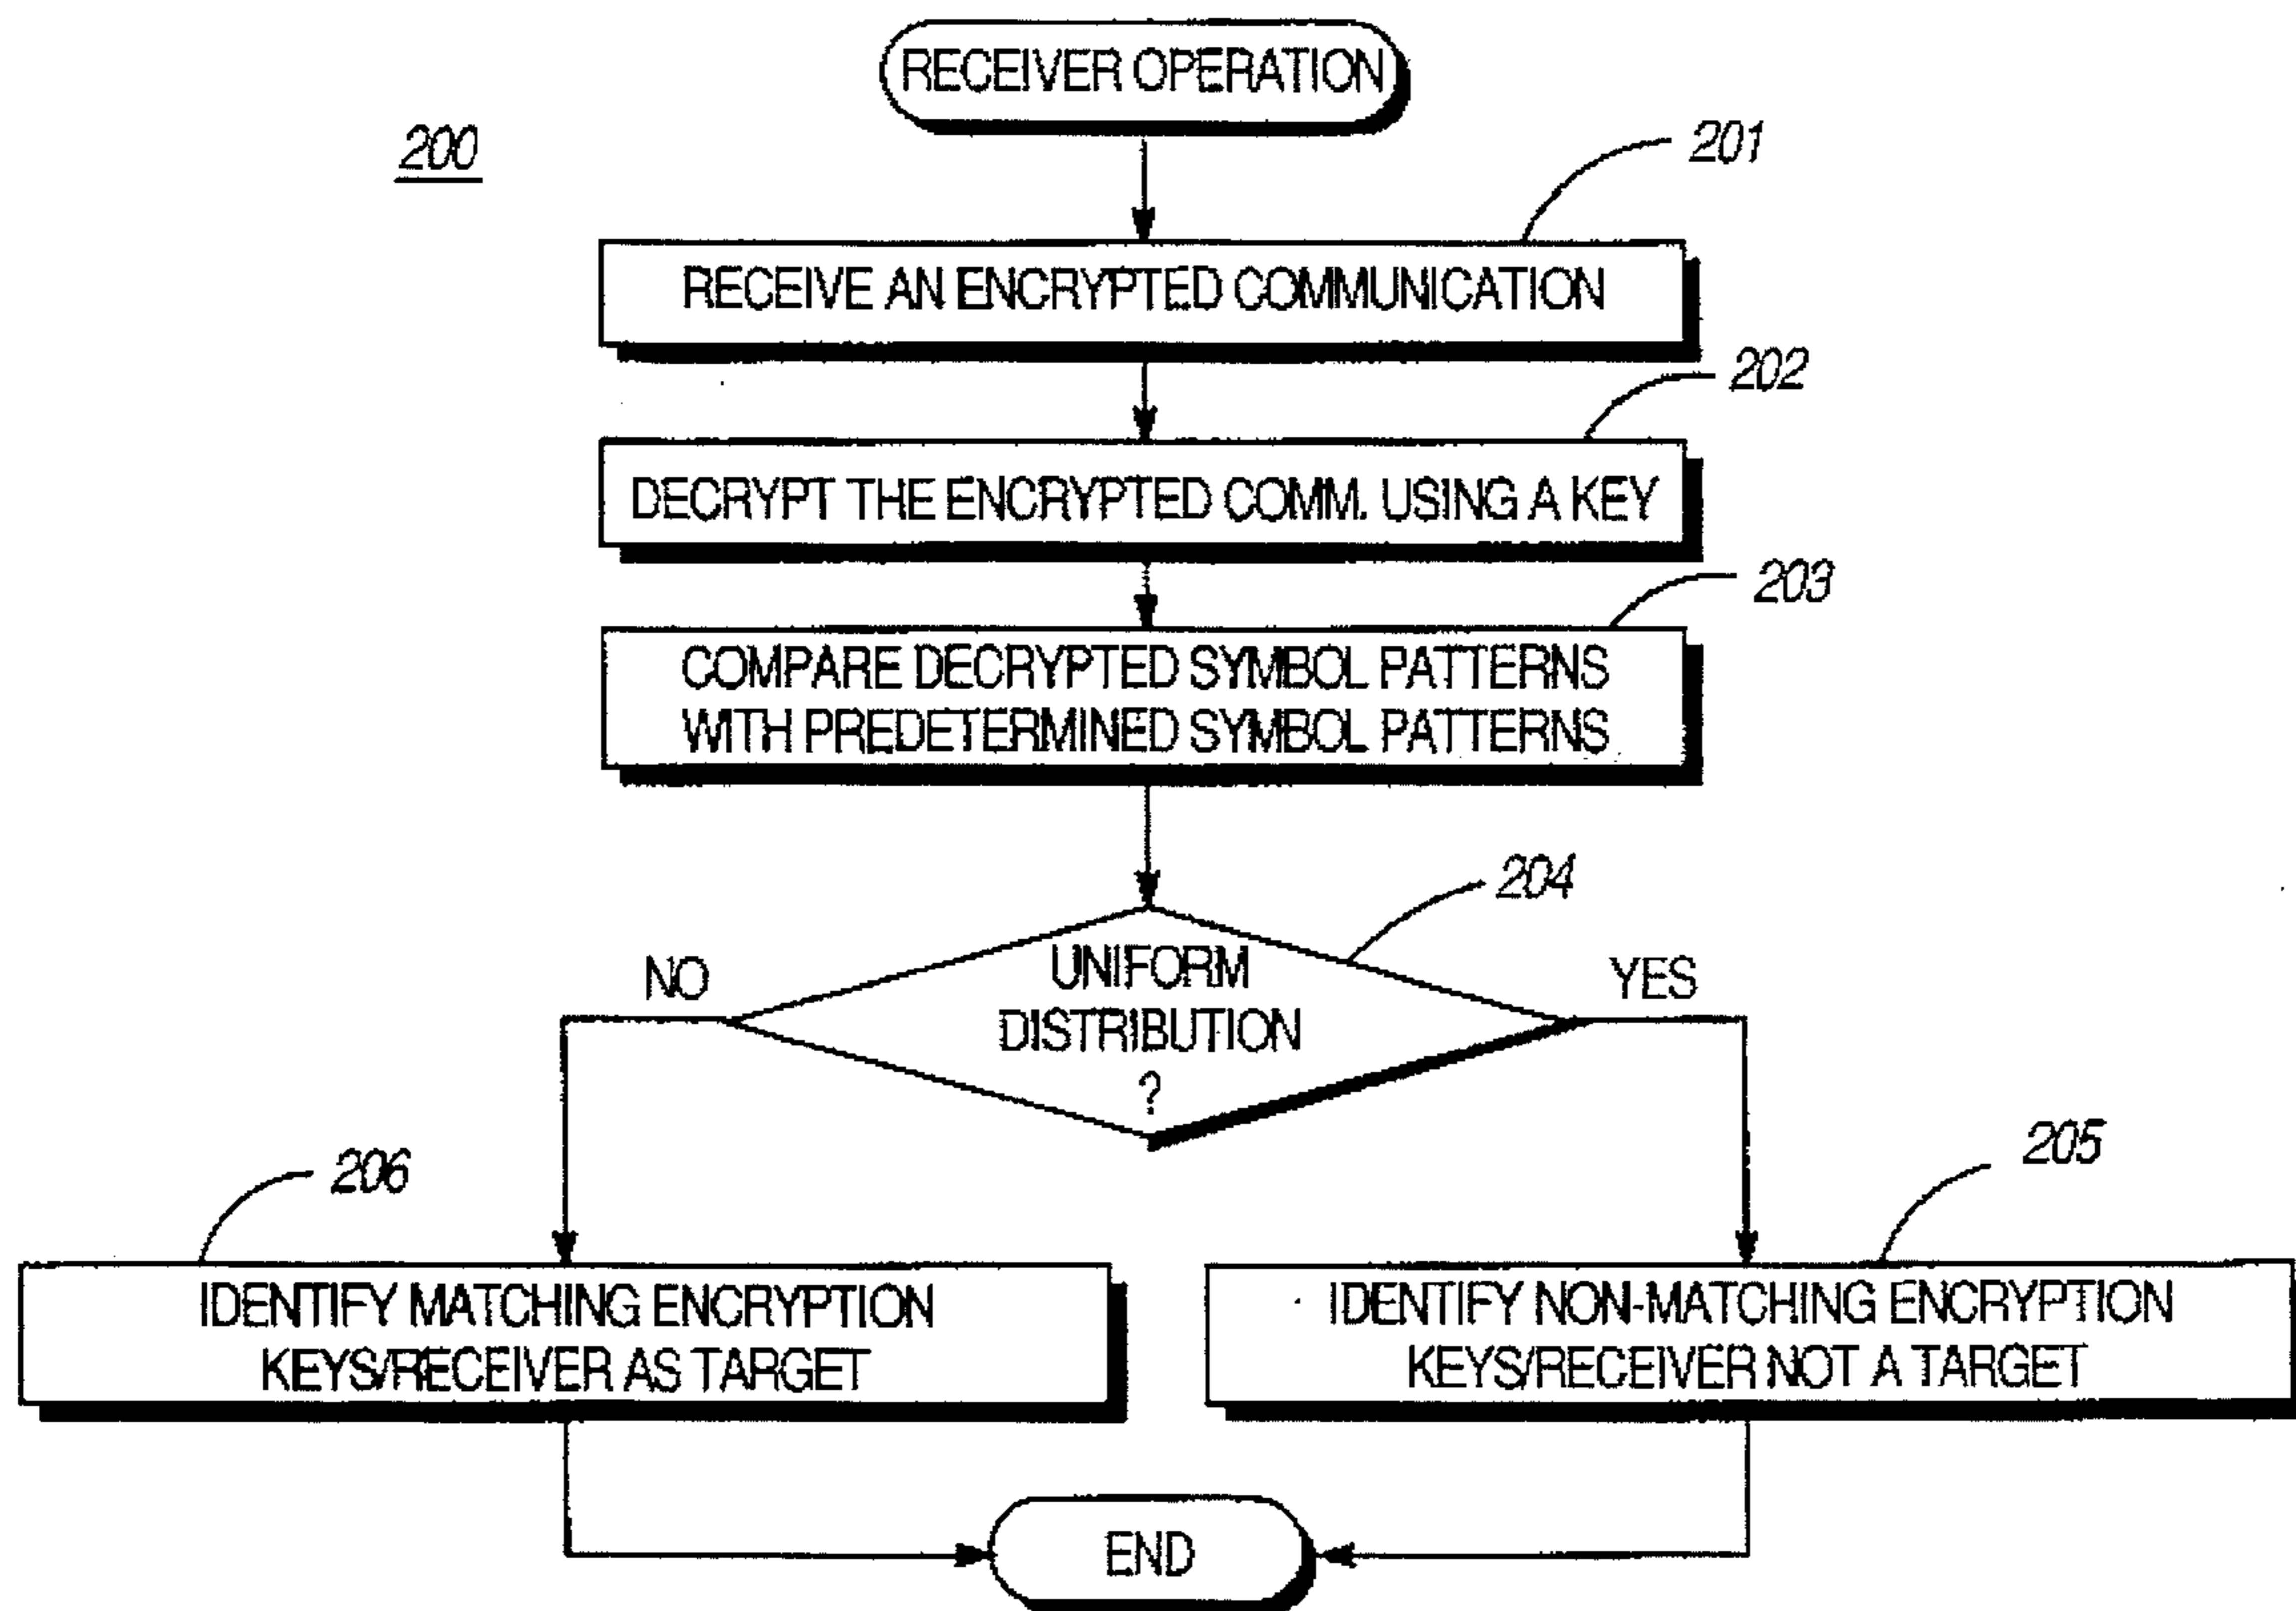 RECEIVER OPERATION
200
201
RECEIVE AN ENCRYPTED COMMUNICATION
202
DECRYPT THE ENCRYPTED COMM. USING A KEY
203
COMPARE DECRYPTED SYMBOL PATTERNS
WITH PREDETERMINED SYMBOL PATTERNS
204
UNIFORM
DISTRIBUTION
?
NO
YES
206
IDENTIFY MATCHING ENCRYPTION
KEYS/RECEIVER AS TARGET
205
IDENTIFY NON-MATCHING ENCRYPTION
KEYS/RECEIVER NOT A TARGET
END